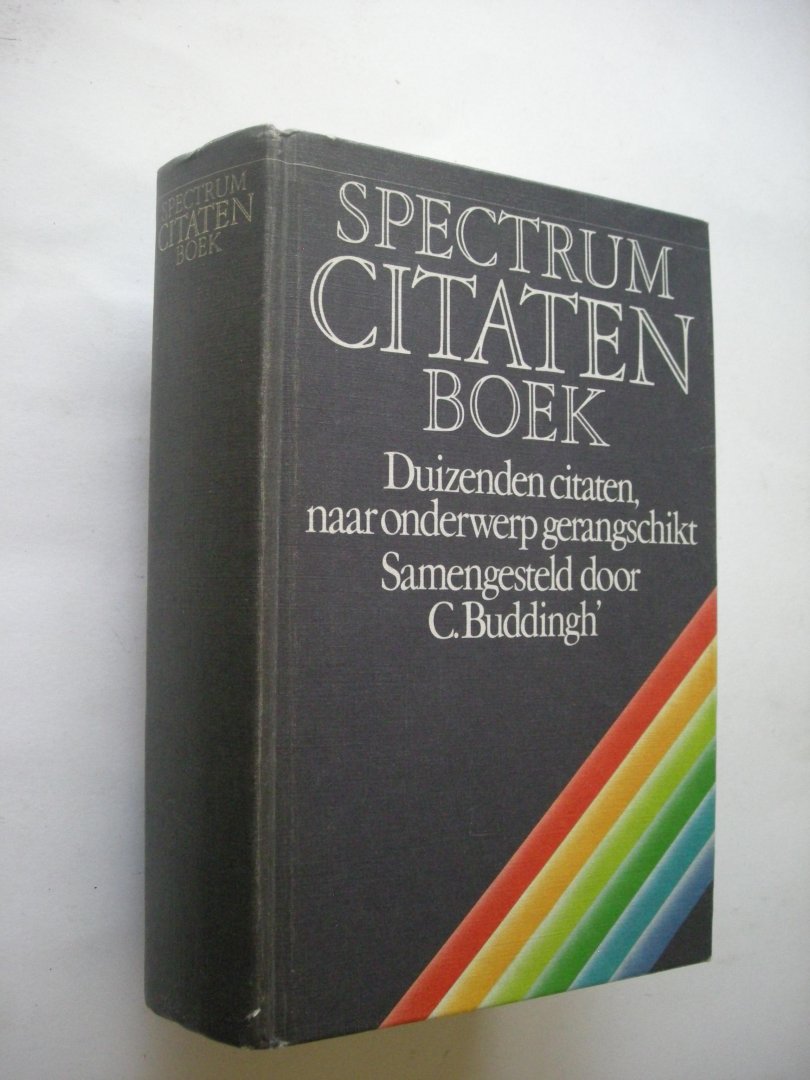 SPECTRUM
CITATEN
BOEK
SPECTRUM
CITATEN
BOEK
Duizenden citaten,
naar onderwerp gerangschikt
Samengesteld door
C. Buddingh'